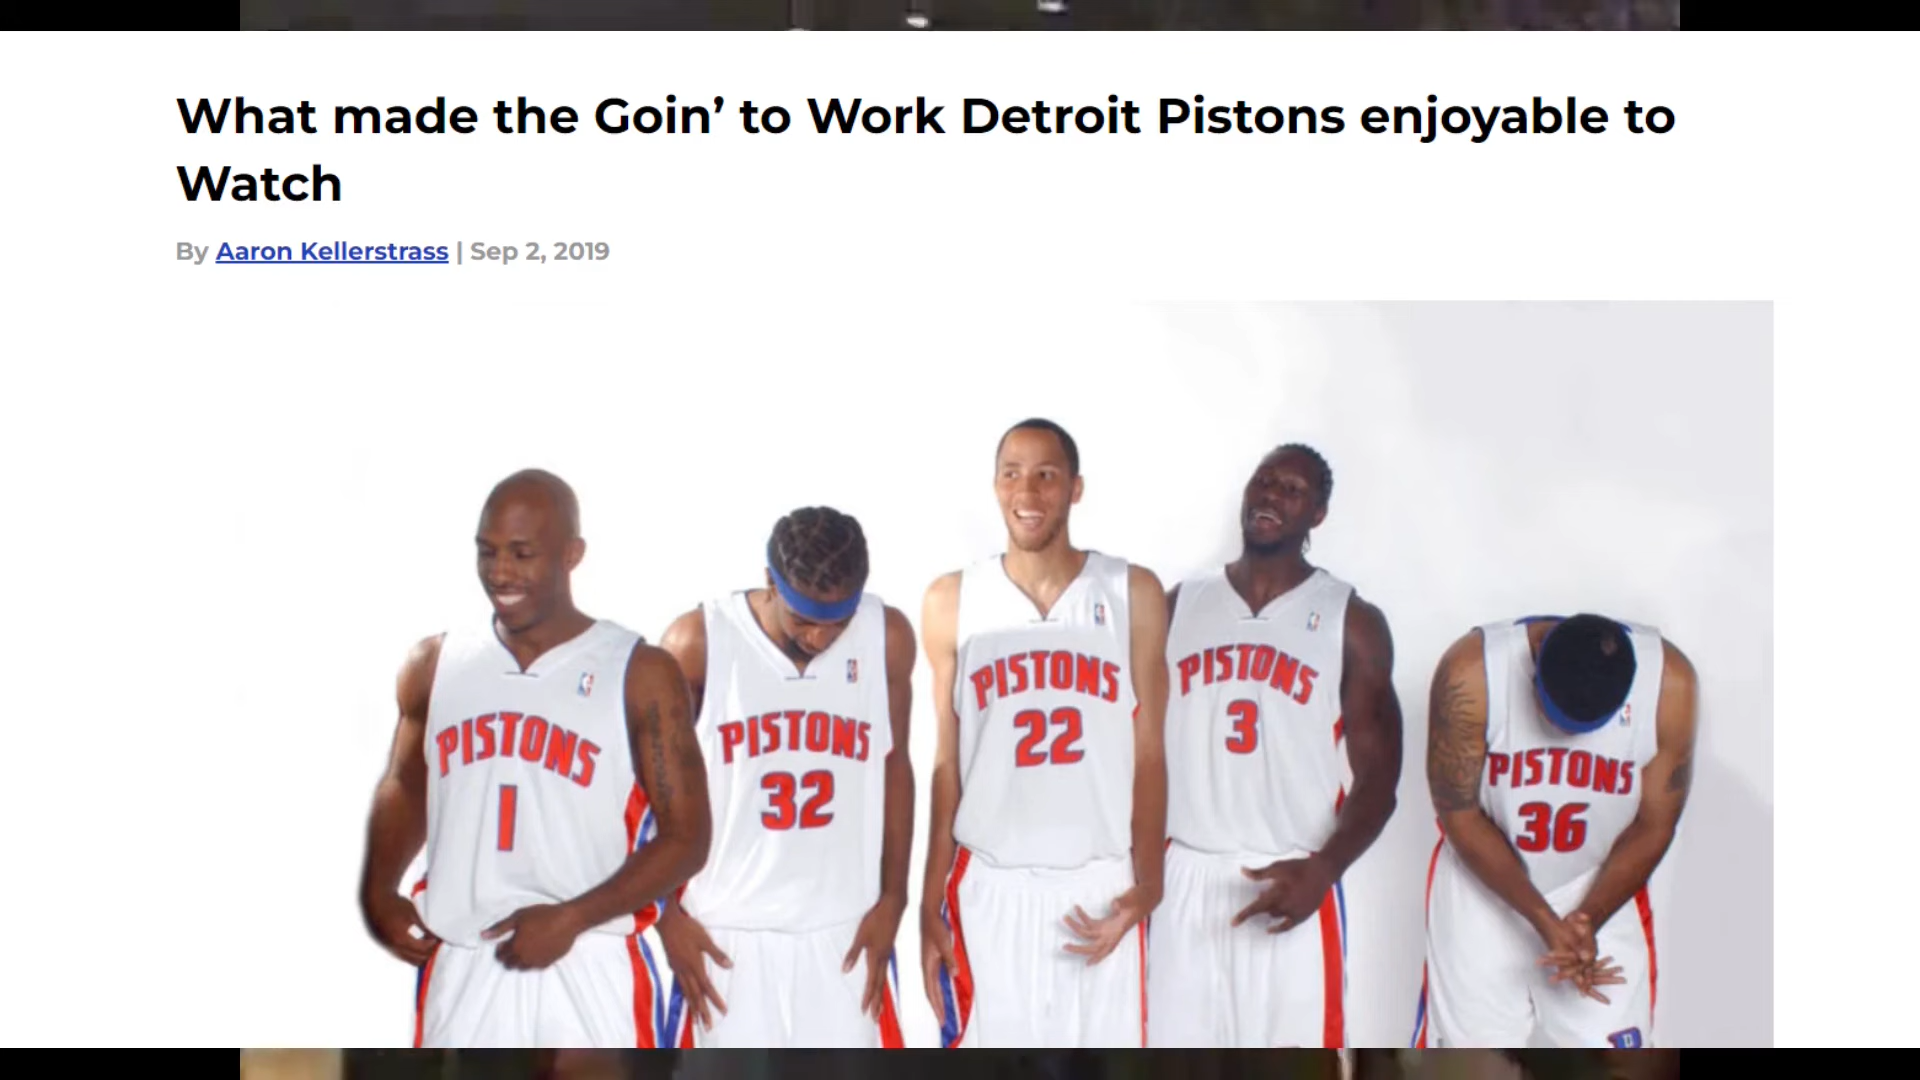 What made the Goin’ to Work Detroit Pistons enjoyable to
Watch
By Aaron Kellerstrass | Sep 2, 2019
PISTONS
1
PISTONS
32
PISTONS
22
PISTONS
3
PISTONS
36